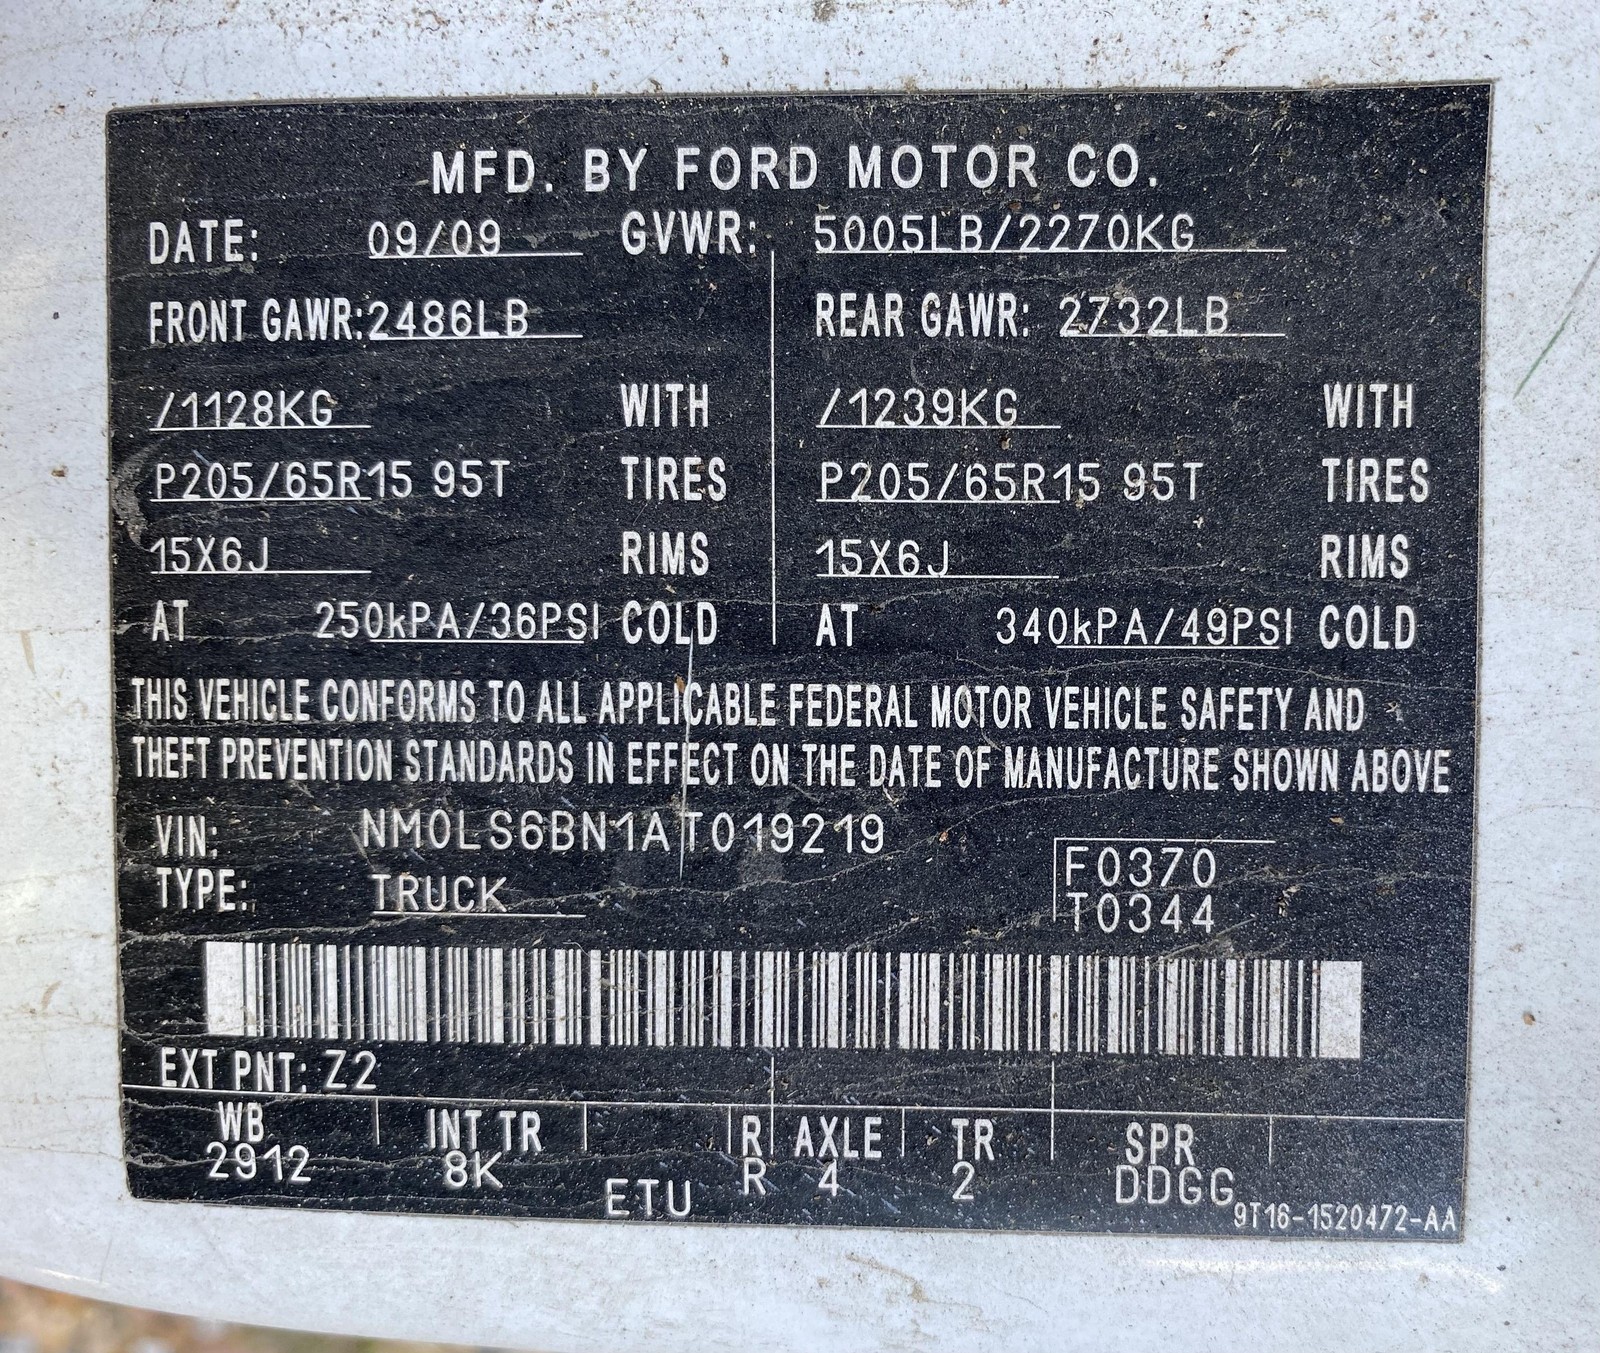 MFD. BY FORD MOTOR CO.
DATE: 09/09 GVWR: 5005LB/2270KG
FRONT GAWR:2486LB REAR GAWR: 2732LB
/1128KG WITH /1239KG WITH
P205/65R15 95T TIRES P205/65R15 95T TIRES
15X6J RIMS 15X6J RIMS
AT 250kPA/36PSI COLD AT 340kPA/49PSI COLD
THIS VEHICLE CONFORMS TO ALL APPLICABLE FEDERAL MOTOR VEHICLE SAFETY AND
THEFT PREVENTION STANDARDS IN EFFECT ON THE DATE OF MANUFACTURE SHOWN ABOVE
VIN: NM0LS6BN1AT019219
F0370
TYPE: TRUCK T0344
EXT PNT: Z2
WB INT TR R AXLE TR SPR
2912 8K ETU R 4 2 DDGG
9T16-1520472-AA